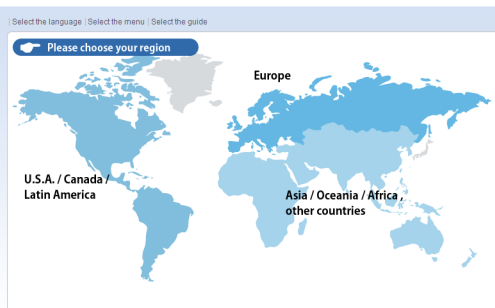 | Select the language | Select the menu | Select the guide
Please choose your region
Europe
U.S.A. / Canada /
Latin America
Asia / Oceania / Africa ,
other countries